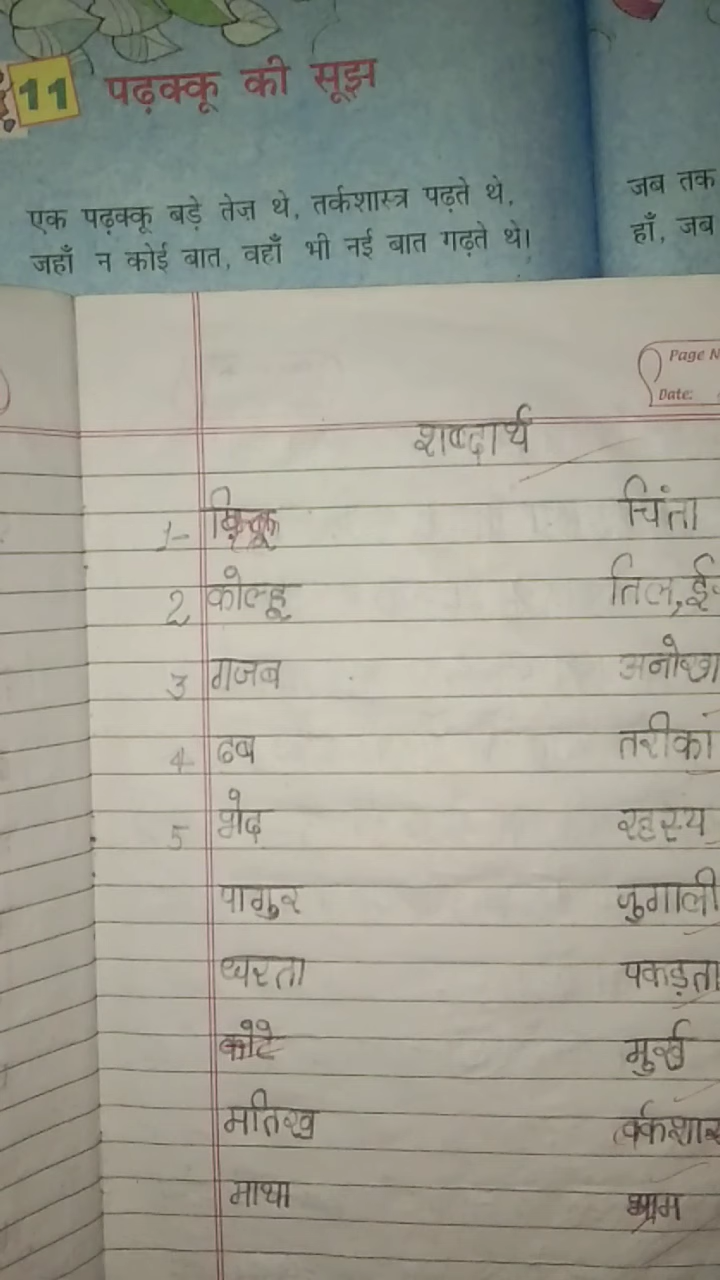 11 पढ़क्कू की सूझ
एक पढ़क्कू बड़े तेज़ थे, तर्कशास्त्र पढ़ते थे,
जहाँ न कोई बात, वहाँ भी नई बात गढ़ते थे।
जब तक
हाँ, जब
Page N
Date:
शब्दार्थ
1- चिंता
2 कोल्हू तिल,ई
3 गजब अनोखा
4 ढब तरीका
5 भेद रहस्य
पागुर जुगाली
धरता पकड़ता
कोरे मुर्ख
मतिख र्कशास
माथा